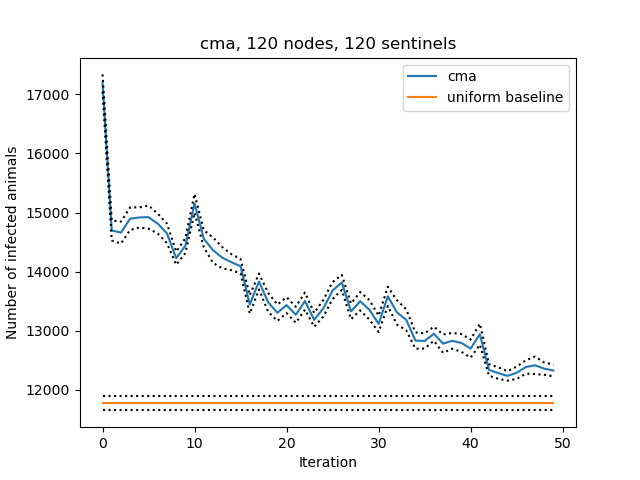 cma, 120 nodes, 120 sentinels
cma
uniform baseline
17000
16000
15000
14000
13000
12000
Number of infected animals
0 10 20 30 40 50
Iteration